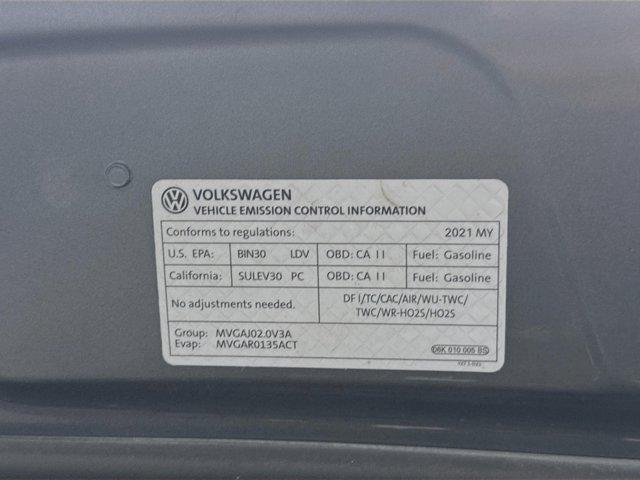 VOLKSWAGEN
VEHICLE EMISSION CONTROL INFORMATION
Conforms to regulations: 2021 MY
U.S. EPA: BIN30 LDV OBD: CA II Fuel: Gasoline
California: SULEV30 PC OBD: CA II Fuel: Gasoline
No adjustments needed.
DFI/TC/CAC/AIR/WU-TWC/
TWC/WR-HO2S/HO2S
Group: MVGAJ02.0V3A
Evap: MVGAR0135ACT
06K 010 005 BS